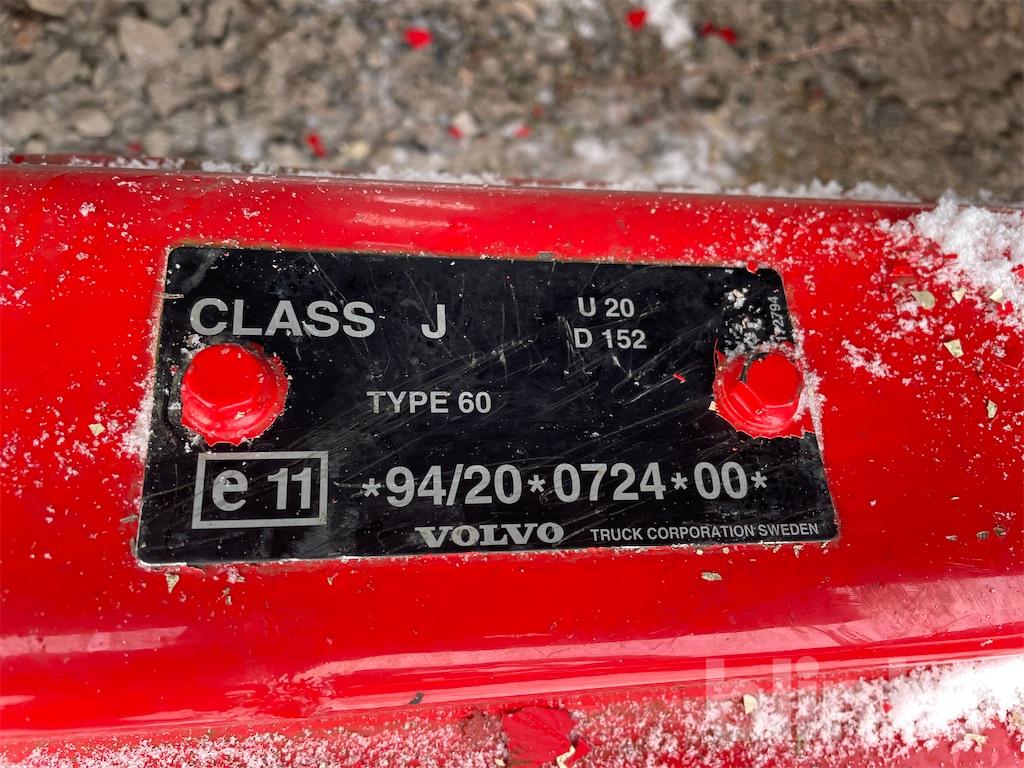 CLASS J
U 20
D 152
TYPE 60
e 11 *94/20*0724*00*
VOLVO TRUCK CORPORATION SWEDEN